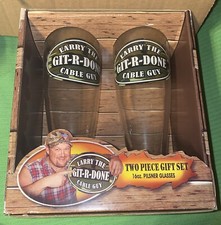 LARRY THE
GIT-R-DONE
CABLE GUY
LARRY THE
GIT-R-DONE
CABLE GUY
LARRY THE
GIT-R-DONE
CABLE GUY
TWO PIECE GIFT SET
16oz. PILSNER GLASSES